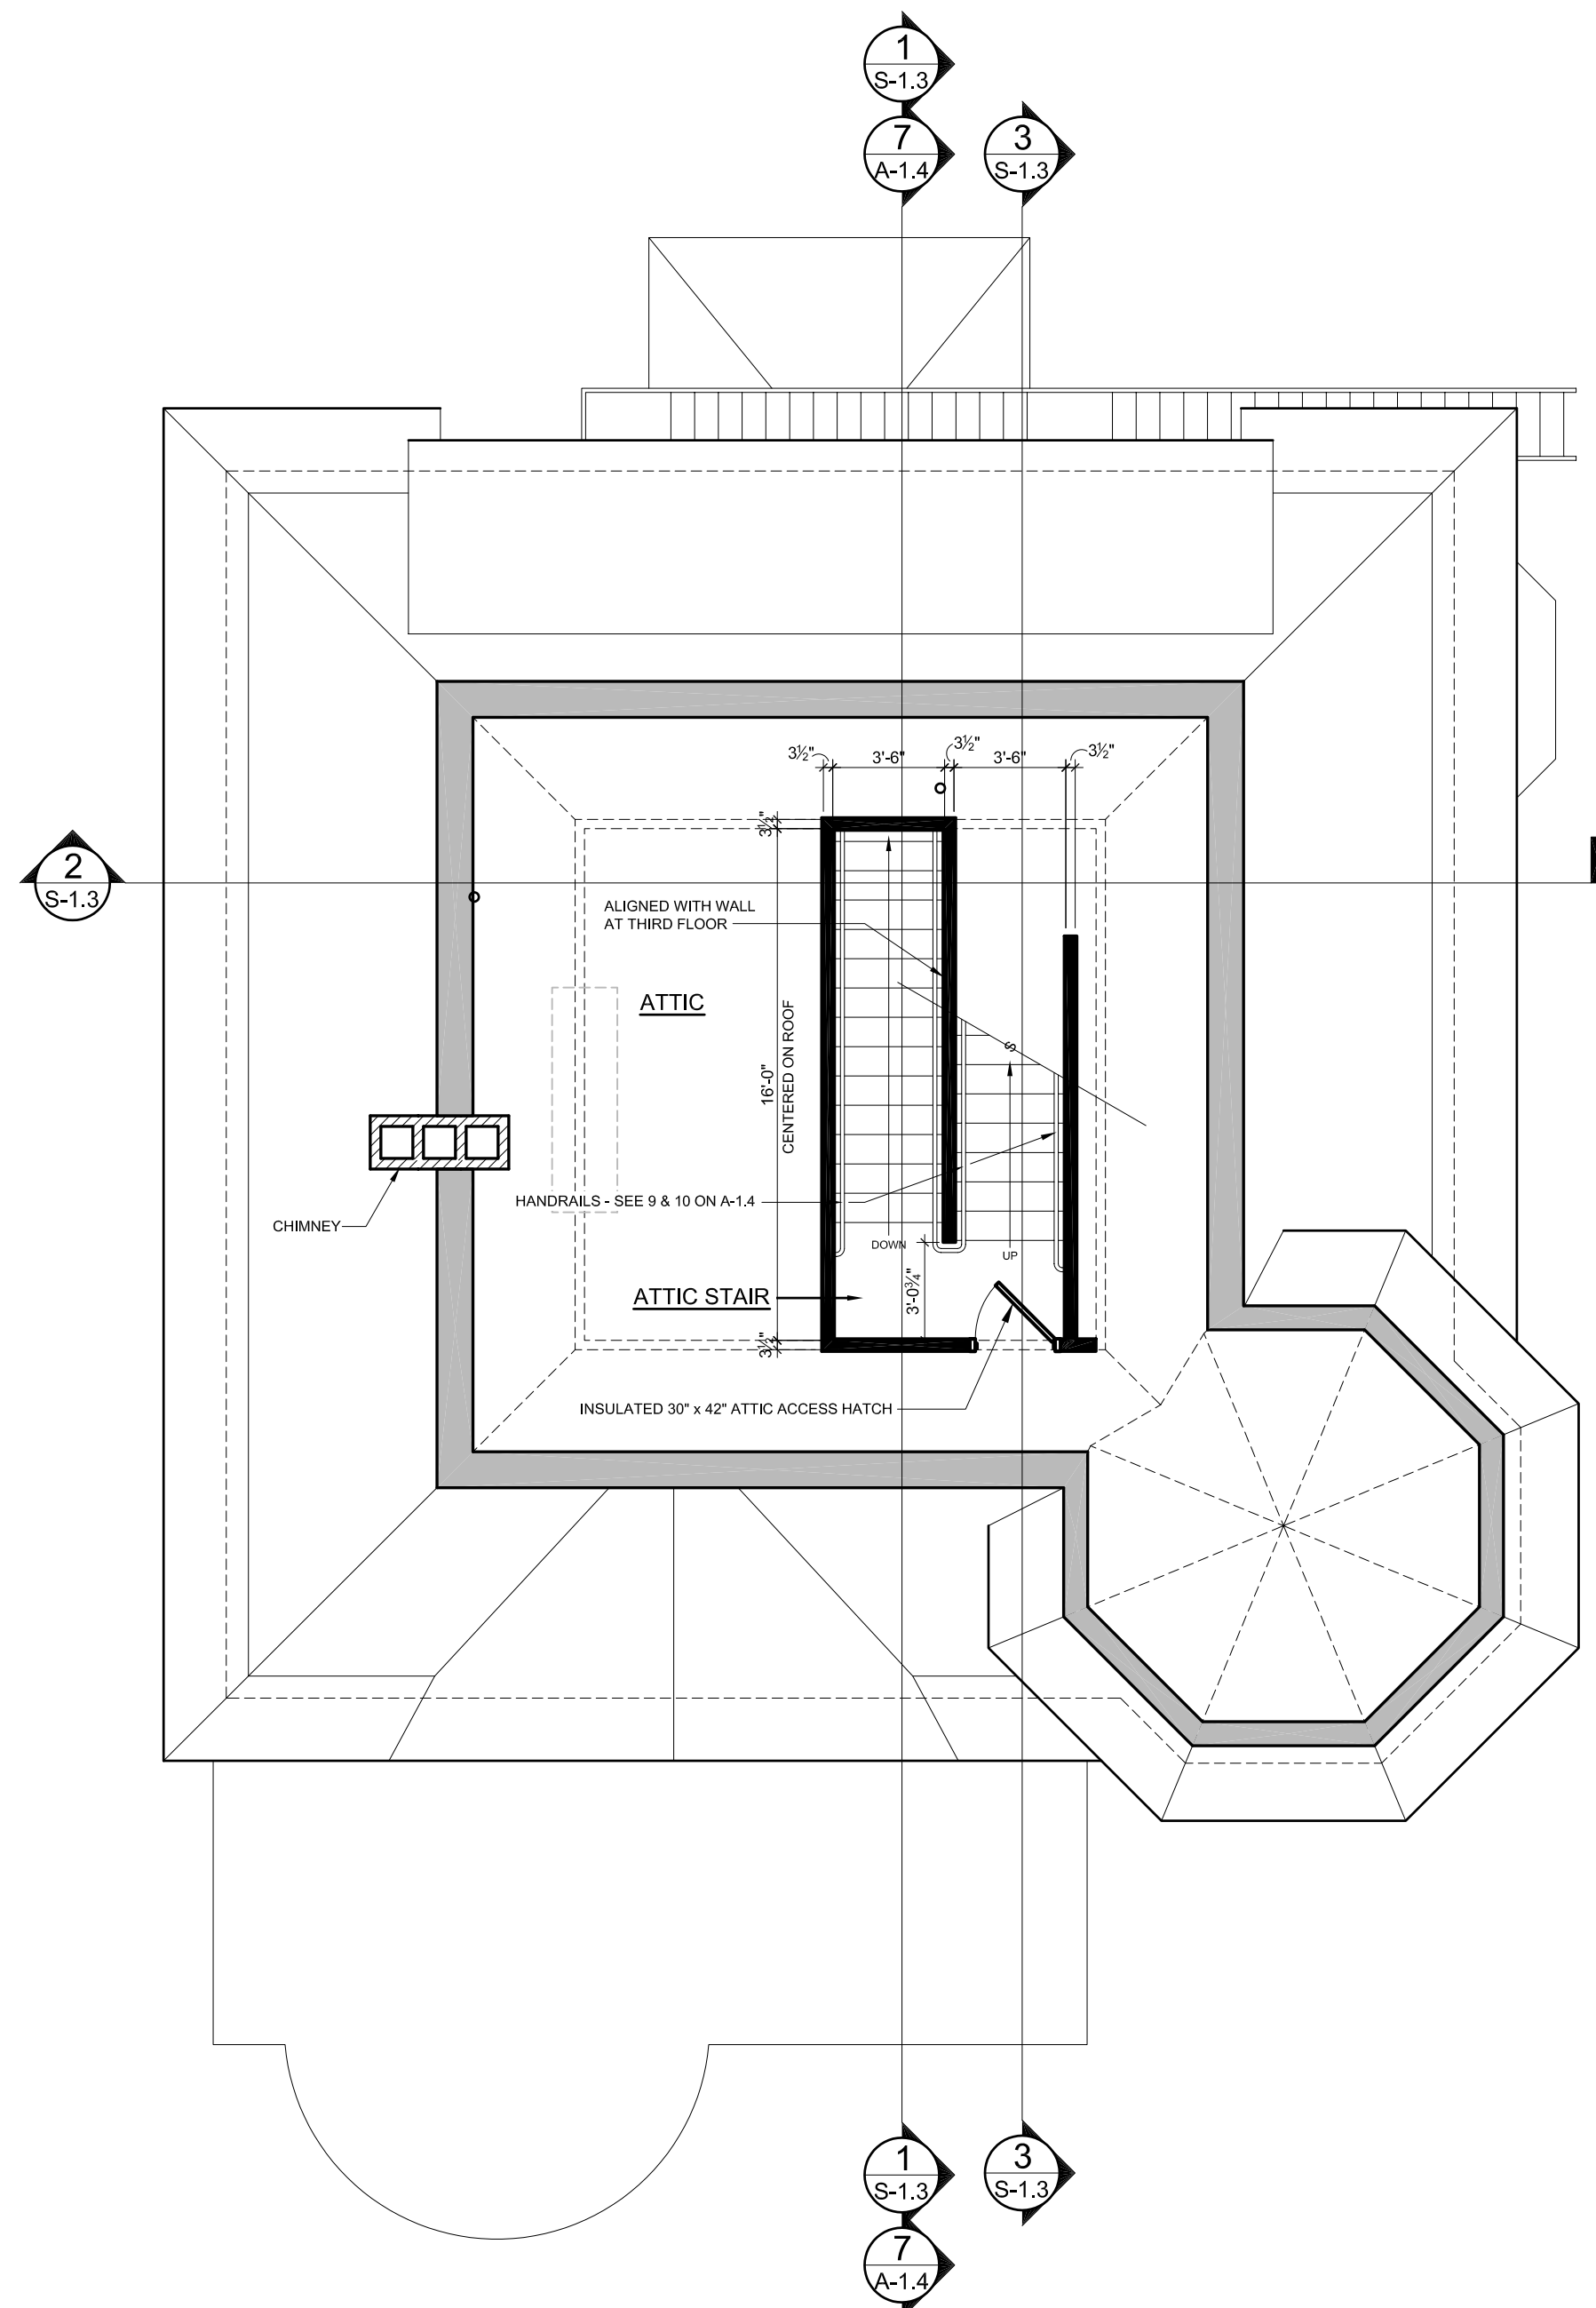 1
S-1.3
7
A-1.4
3
S-1.3
3½"
3'-6"
3½"
3'-6"
3½"
3½"
2
S-1.3
ALIGNED WITH WALL
AT THIRD FLOOR
ATTIC
16'-0"
CENTERED ON ROOF
S
HANDRAILS - SEE 9 & 10 ON A-1.4
CHIMNEY
DOWN
UP
3'-0¾"
ATTIC STAIR
3½"
INSULATED 30" x 42" ATTIC ACCESS HATCH
1
S-1.3
3
S-1.3
7
A-1.4